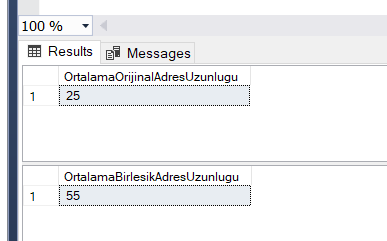 100 %
Results Messages
OrtalamaOrijinalAdresUzunlugu
1 25
OrtalamaBirlesikAdresUzunlugu
1 55